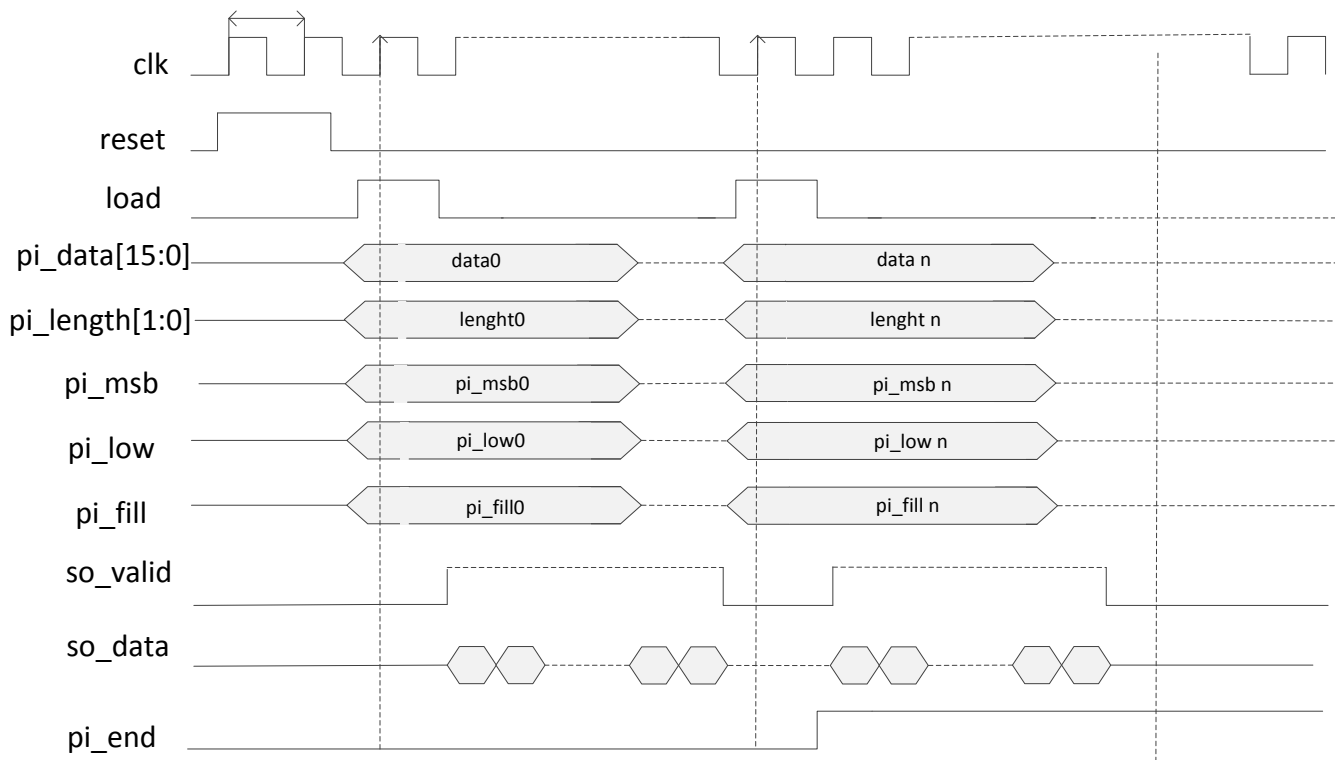 clk
reset
load
pi_data[15:0]
data0
data n
pi_length[1:0]
lenght0
lenght n
pi_msb
pi_msb0
pi_msb n
pi_low
pi_low0
pi_low n
pi_fill
pi_fill0
pi_fill n
so_valid
so_data
pi_end